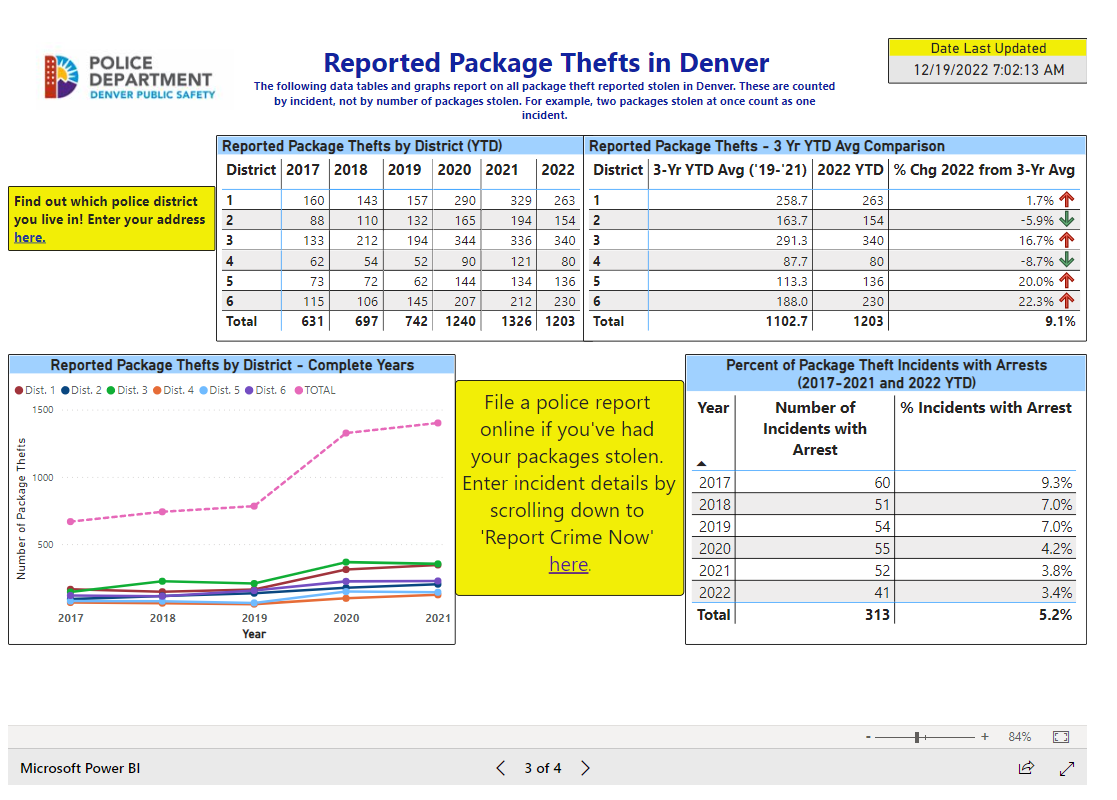 POLICE
DEPARTMENT
DENVER PUBLIC SAFETY
Reported Package Thefts in Denver
The following data tables and graphs report on all package theft reported stolen in Denver. These are counted
by incident, not by number of packages stolen. For example, two packages stolen at once count as one
incident.
Date Last Updated
12/19/2022 7:02:13 AM
Find out which police district
you live in! Enter your address
here.
Reported Package Thefts by District (YTD)
District 2017 2018 2019 2020 2021 2022
1 160 143 157 290 329 263
2 88 110 132 165 194 154
3 133 212 194 344 336 340
4 62 54 52 90 121 80
5 73 72 62 144 134 136
6 115 106 145 207 212 230
Total 631 697 742 1240 1326 1203
Reported Package Thefts - 3 Yr YTD Avg Comparison
District 3-Yr YTD Avg ('19-'21) 2022 YTD % Chg 2022 from 3-Yr Avg
1 258.7 263 1.7%
2 163.7 154 -5.9%
3 291.3 340 16.7%
4 87.7 80 -8.7%
5 113.3 136 20.0%
6 188.0 230 22.3%
Total 1102.7 1203 9.1%
Reported Package Thefts by District - Complete Years
Dist. 1 Dist. 2 Dist. 3 Dist. 4 Dist. 5 Dist. 6 TOTAL
Number of Package Thefts
1500
1000
500
2017 2018 2019 2020 2021
Year
File a police report
online if you've had
your packages stolen.
Enter incident details by
scrolling down to
'Report Crime Now'
here.
Percent of Package Theft Incidents with Arrests
(2017-2021 and 2022 YTD)
Year Number of Incidents with Arrest % Incidents with Arrest
2017 60 9.3%
2018 51 7.0%
2019 54 7.0%
2020 55 4.2%
2021 52 3.8%
2022 41 3.4%
Total 313 5.2%
- + 84%
Microsoft Power BI
3 of 4